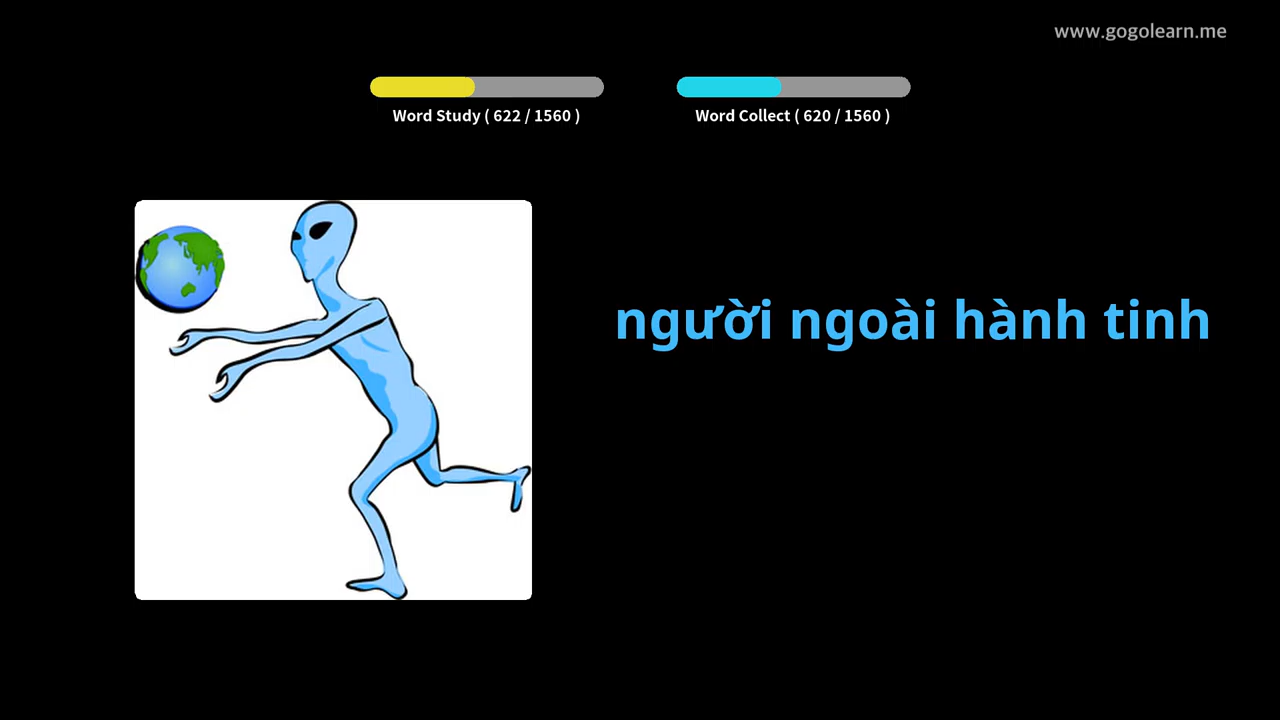 www.gogolearn.me
Word Study ( 622 / 1560 )
Word Collect ( 620 / 1560 )
người ngoài hành tinh